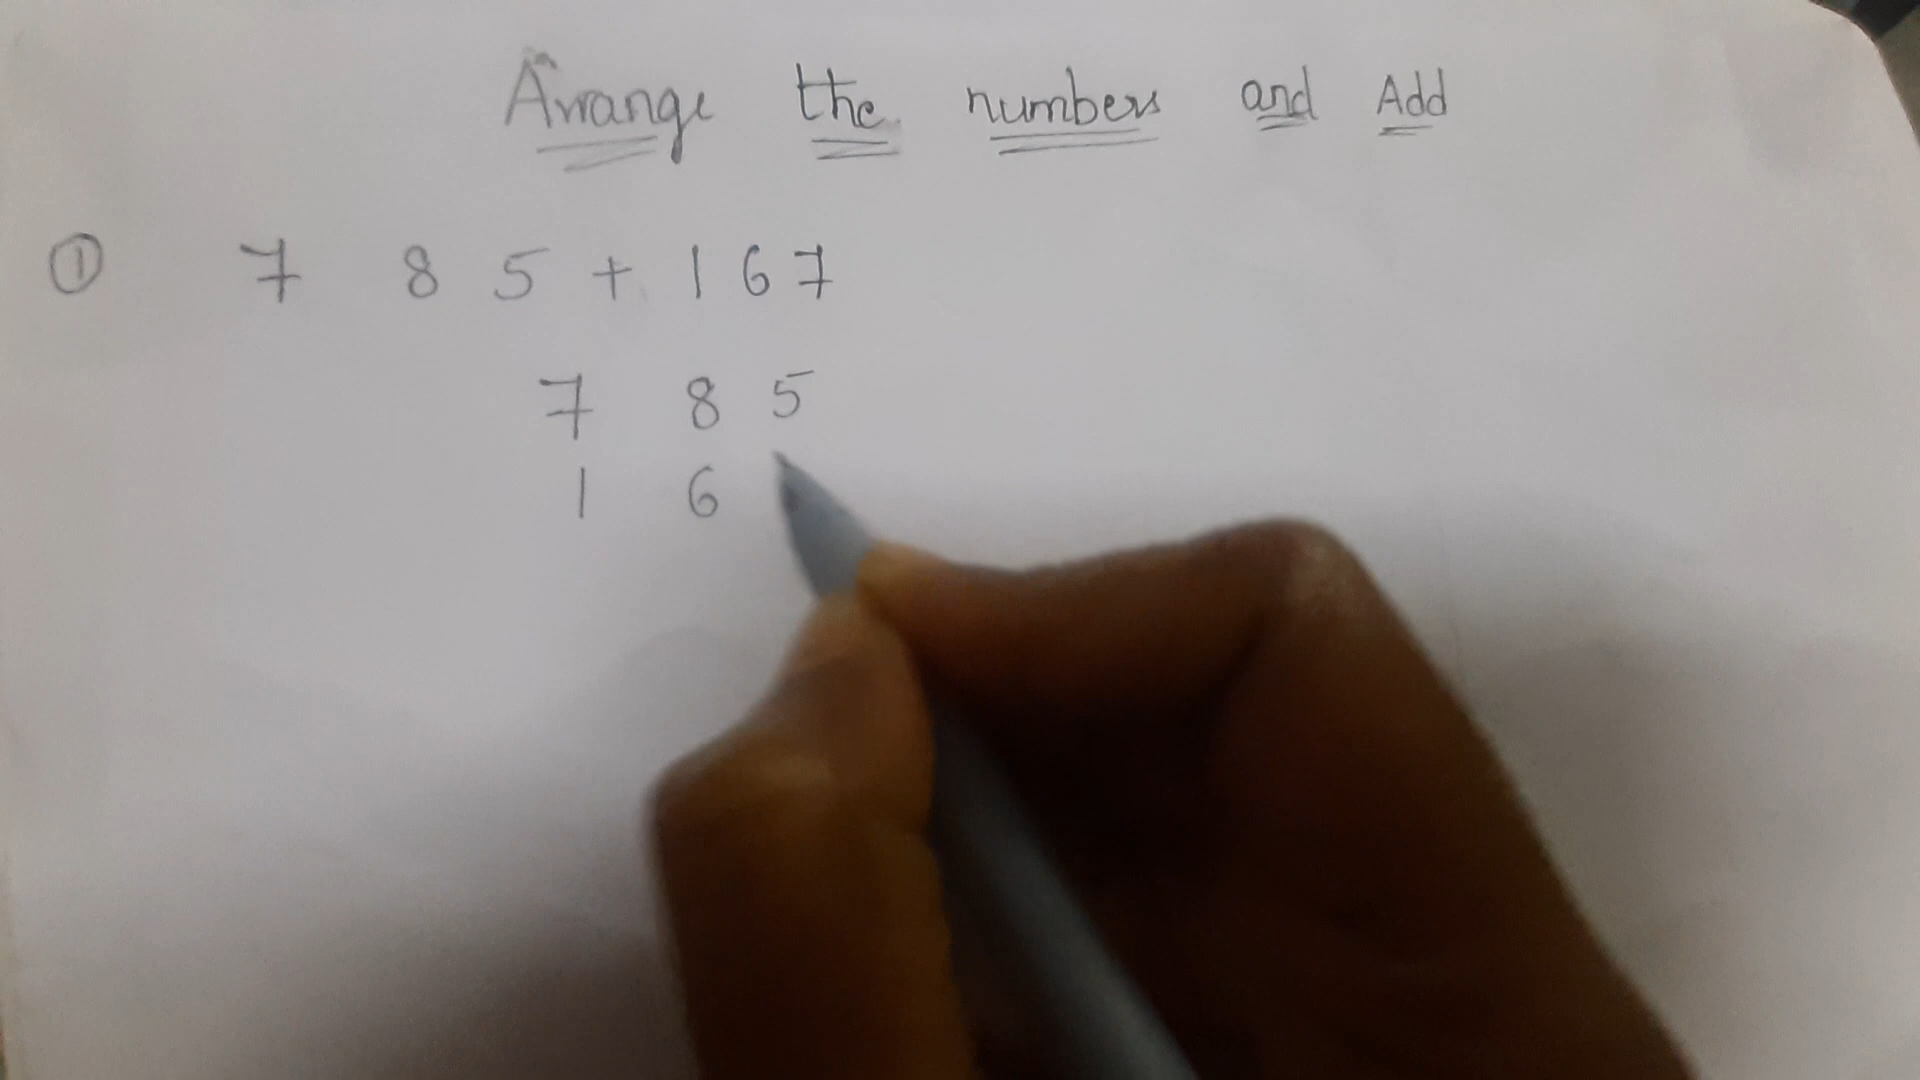 Arrange the numbers and Add
① 7 8 5 + 1 6 7
7 8 5
1 6